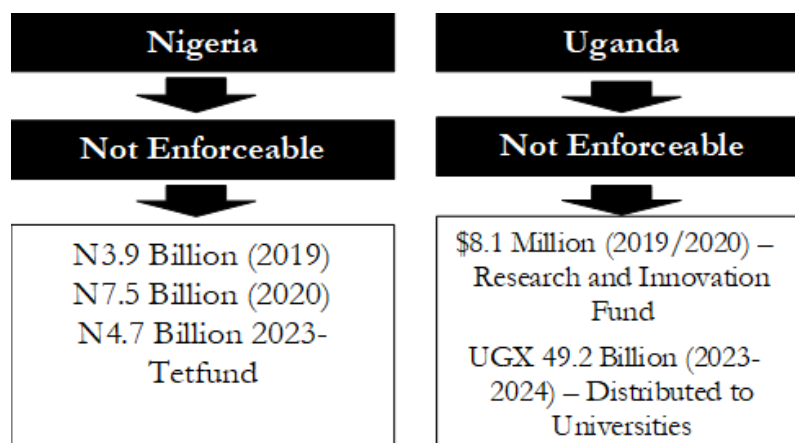 Nigeria
Not Enforceable
N3.9 Billion (2019)
N7.5 Billion (2020)
N4.7 Billion 2023-
Tetfund
Uganda
Not Enforceable
$8.1 Million (2019/2020) –
Research and Innovation
Fund
UGX 49.2 Billion (2023-
2024) – Distributed to
Universities